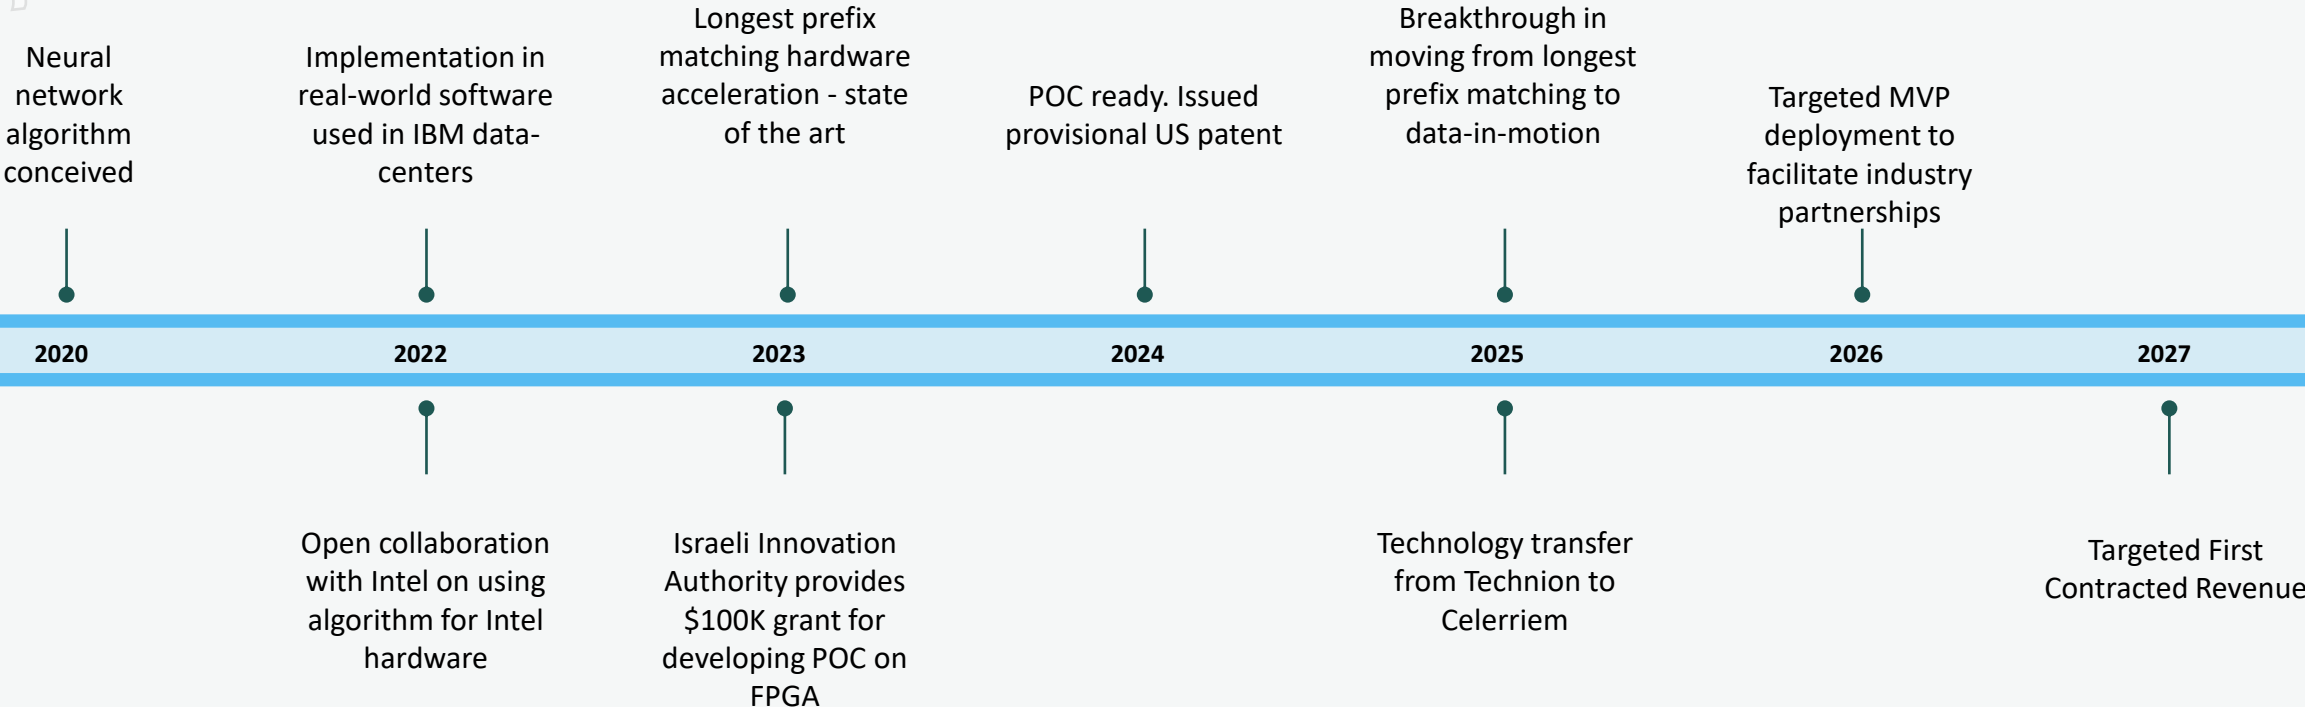 Neural
network
algorithm
conceived
Implementation in
real-world software
used in IBM data-
centers
Longest prefix
matching hardware
acceleration - state
of the art
POC ready. Issued
provisional US patent
Breakthrough in
moving from longest
prefix matching to
data-in-motion
Targeted MVP
deployment to
facilitate industry
partnerships
2020
2022
2023
2024
2025
2026
2027
Open collaboration
with Intel on using
algorithm for Intel
hardware
Israeli Innovation
Authority provides
$100K grant for
developing POC on
FPGA
Technology transfer
from Technion to
Celerriem
Targeted First
Contracted Revenue